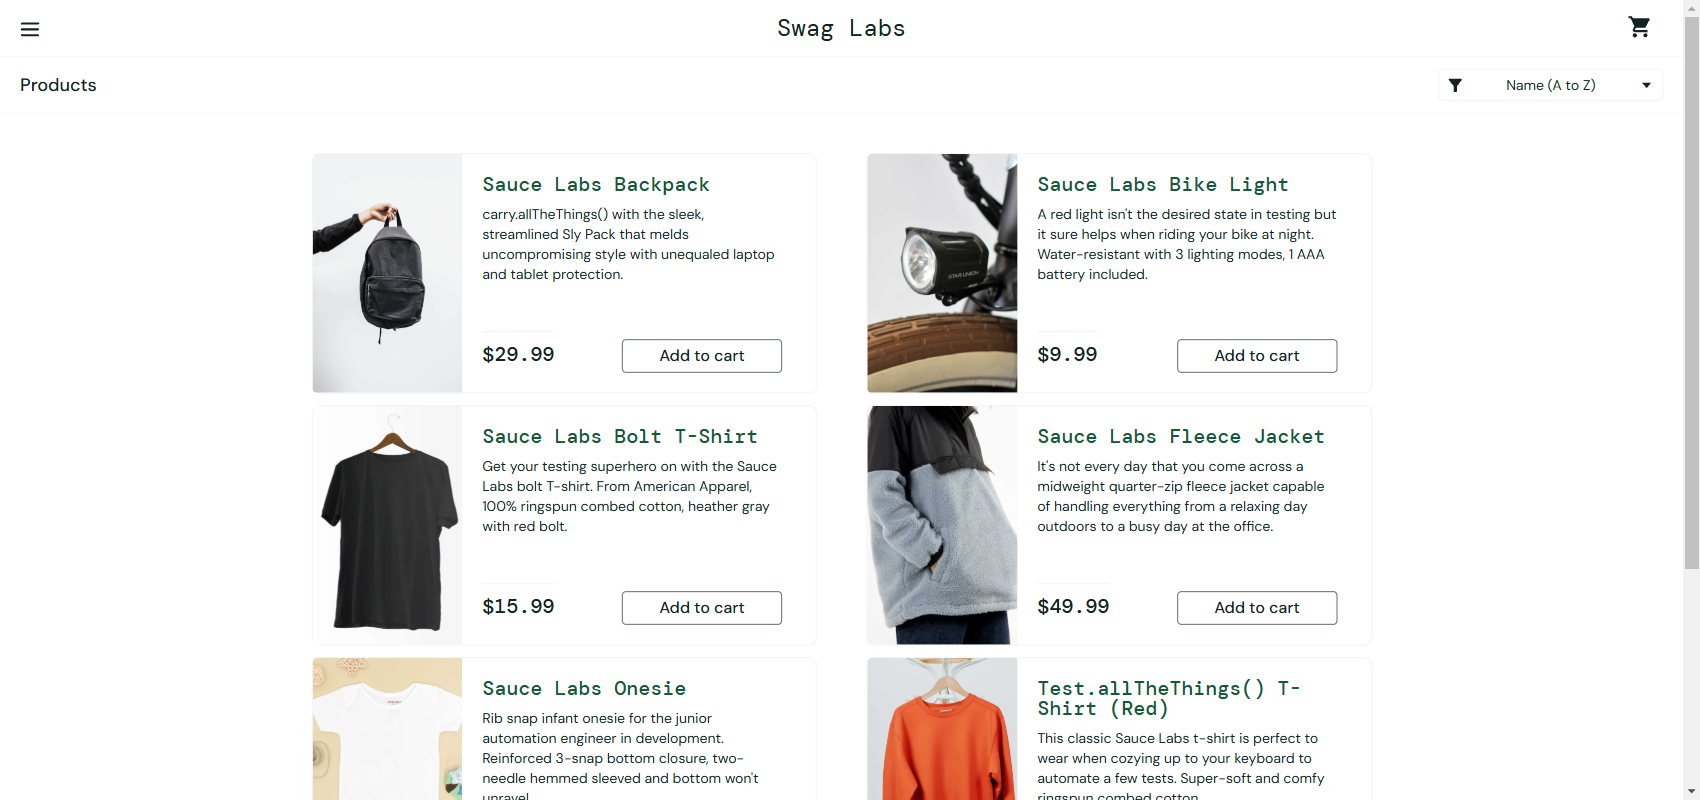 Swag Labs
Products
Name (A to Z)
Sauce Labs Backpack
carry.allTheThings() with the sleek,
streamlined Sly Pack that melds
uncompromising style with unequaled laptop
and tablet protection.
$29.99
Add to cart
Sauce Labs Bike Light
A red light isn't the desired state in testing but
it sure helps when riding your bike at night.
Water-resistant with 3 lighting modes, 1 AAA
battery included.
$9.99
Add to cart
Sauce Labs Bolt T-Shirt
Get your testing superhero on with the Sauce
Labs bolt T-shirt. From American Apparel,
100% ringspun combed cotton, heather gray
with red bolt.
$15.99
Add to cart
Sauce Labs Fleece Jacket
It's not every day that you come across a
midweight quarter-zip fleece jacket capable
of handling everything from a relaxing day
outdoors to a busy day at the office.
$49.99
Add to cart
Sauce Labs Onesie
Rib snap infant onesie for the junior
automation engineer in development.
Reinforced 3-snap bottom closure, two-
needle hemmed sleeved and bottom won't
unravel.
Test.allTheThings() T-
Shirt (Red)
This classic Sauce Labs t-shirt is perfect to
wear when cozying up to your keyboard to
automate a few tests. Super-soft and comfy
ringspun combed cotton.